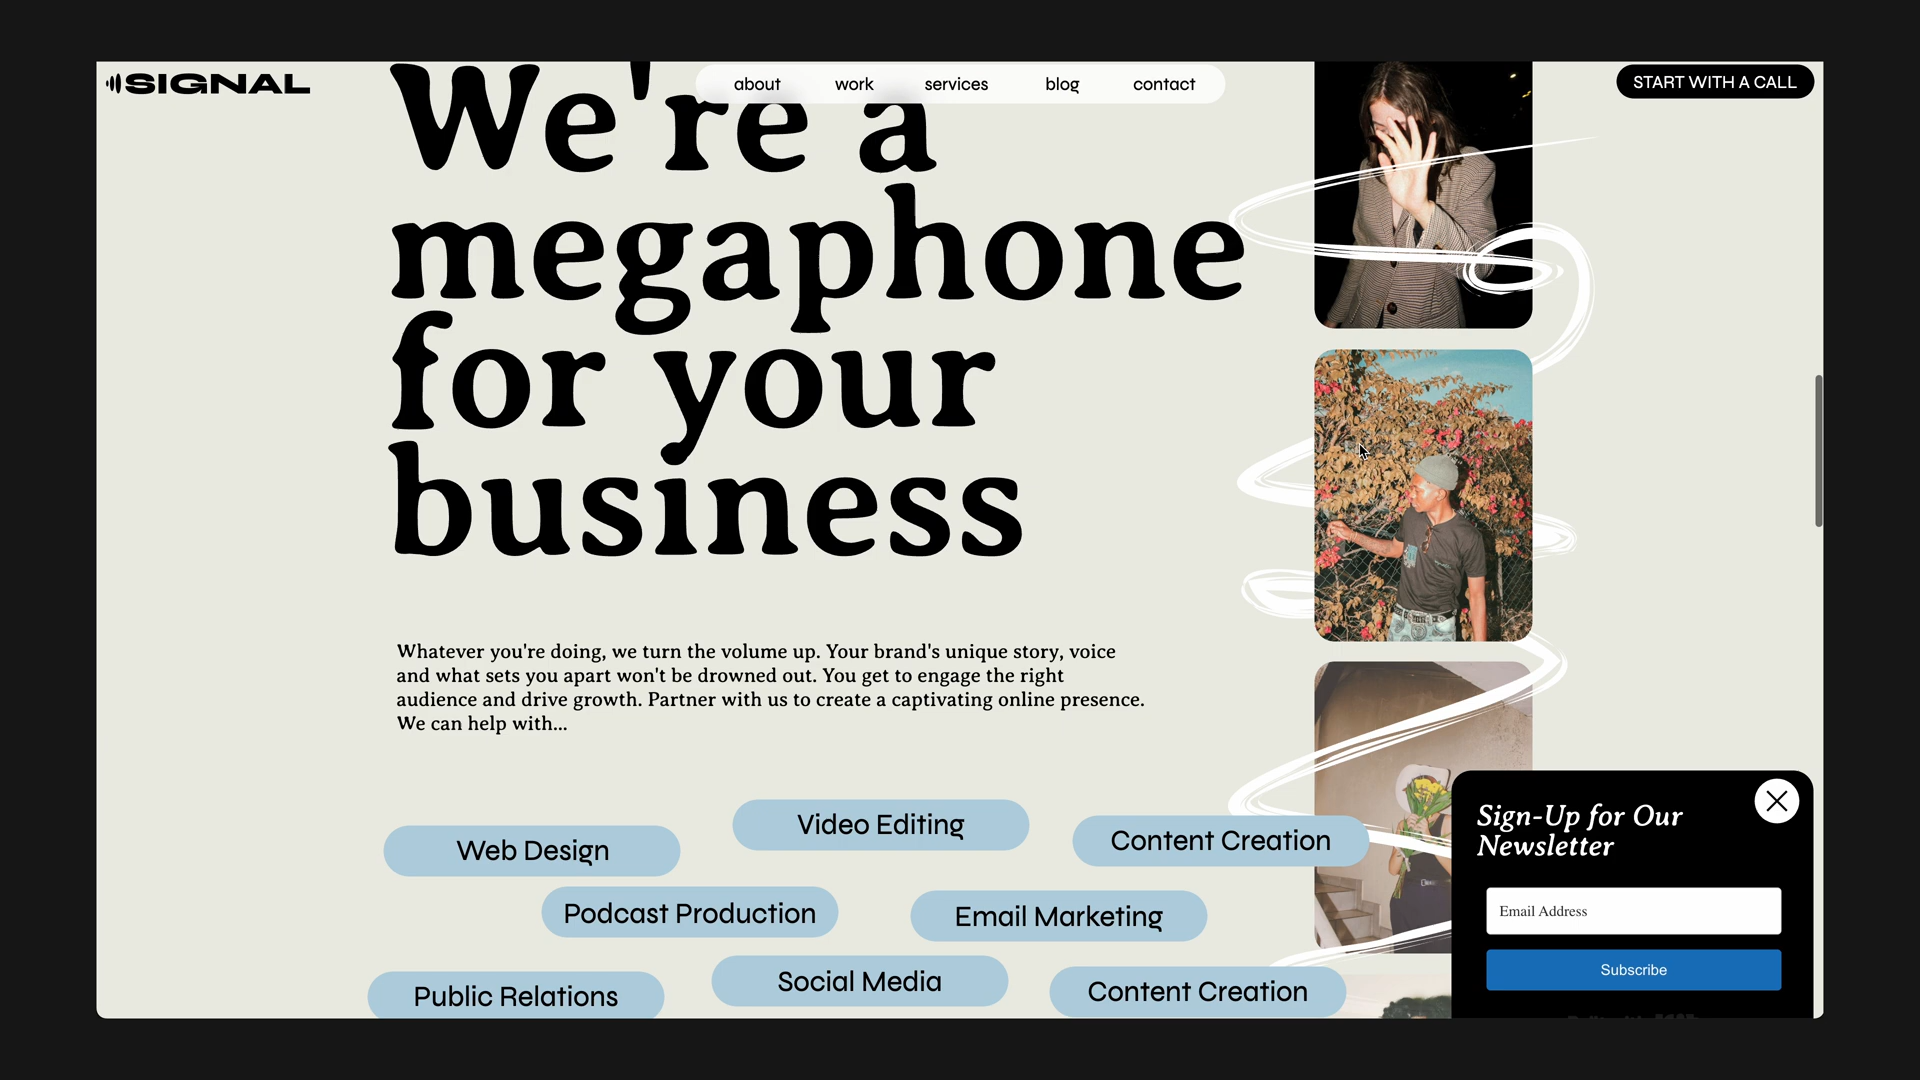 SIGNAL
about work services blog contact
START WITH A CALL
We're a
megaphone
for your
business
Whatever you're doing, we turn the volume up. Your brand's unique story, voice
and what sets you apart won't be drowned out. You get to engage the right
audience and drive growth. Partner with us to create a captivating online presence.
We can help with...
Web Design
Video Editing
Content Creation
Podcast Production
Email Marketing
Public Relations
Social Media
Content Creation
Sign-Up for Our
Newsletter
Email Address
Subscribe